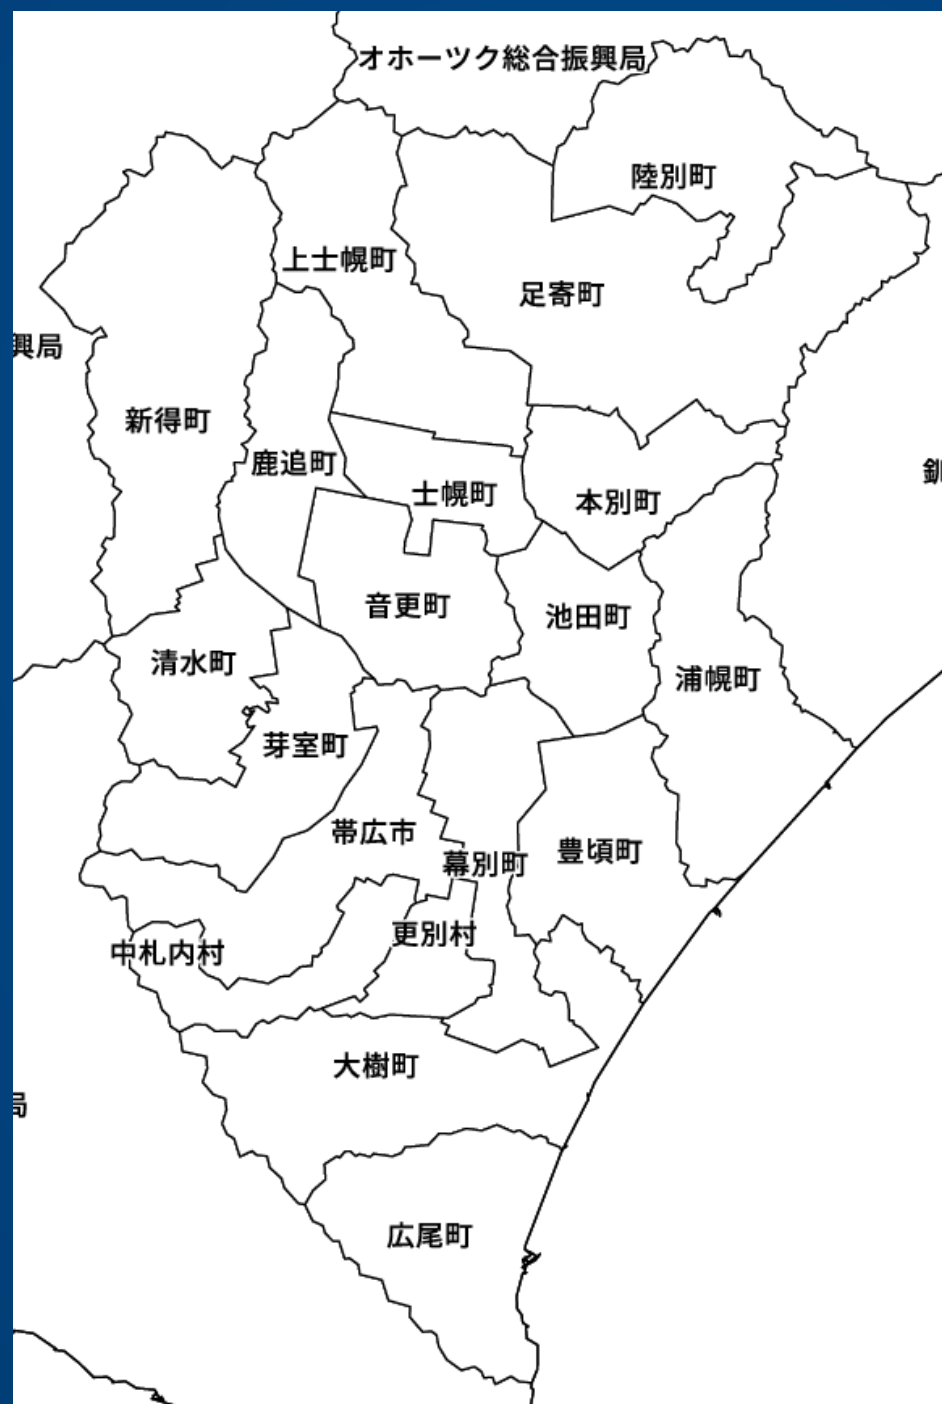 オホーツク総合振興局
陸別町
上士幌町
足寄町
興局
新得町
鹿追町
士幌町
本別町
釧
音更町
池田町
清水町
浦幌町
芽室町
帯広市
幕別町
豊頃町
更別村
中札内村
大樹町
局
広尾町